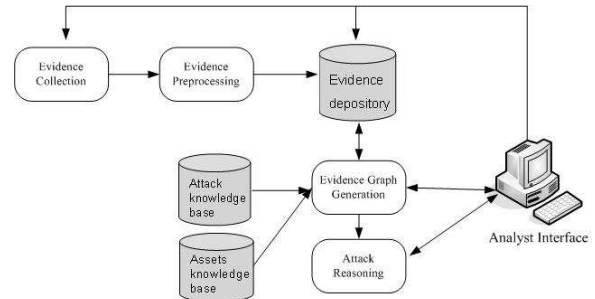 Evidence
Collection
Evidence
Preprocessing
Evidence
depository
Attack
knowledge
base
Evidence Graph
Generation
Analyst Interface
Assets
knowledge
base
Attack
Reasoning